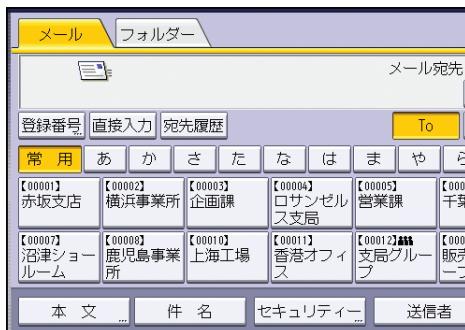 メール フォルダー
メール宛先
登録番号 直接入力 宛先履歴 To
常用 あ か さ た な は ま や
【00001】 【00002】 【00003】 【00004】 【00005】
赤坂支店 横浜事業所 企画課 ロサンゼル 営業課
ス支局
【00007】 【00008】 【00010】 【00011】 【00012】
沼津ショー 鹿児島事業 上海工場 香港オフィ 支局グルー
ルーム 所 ス プ
本文 件名 セキュリティー 送信者